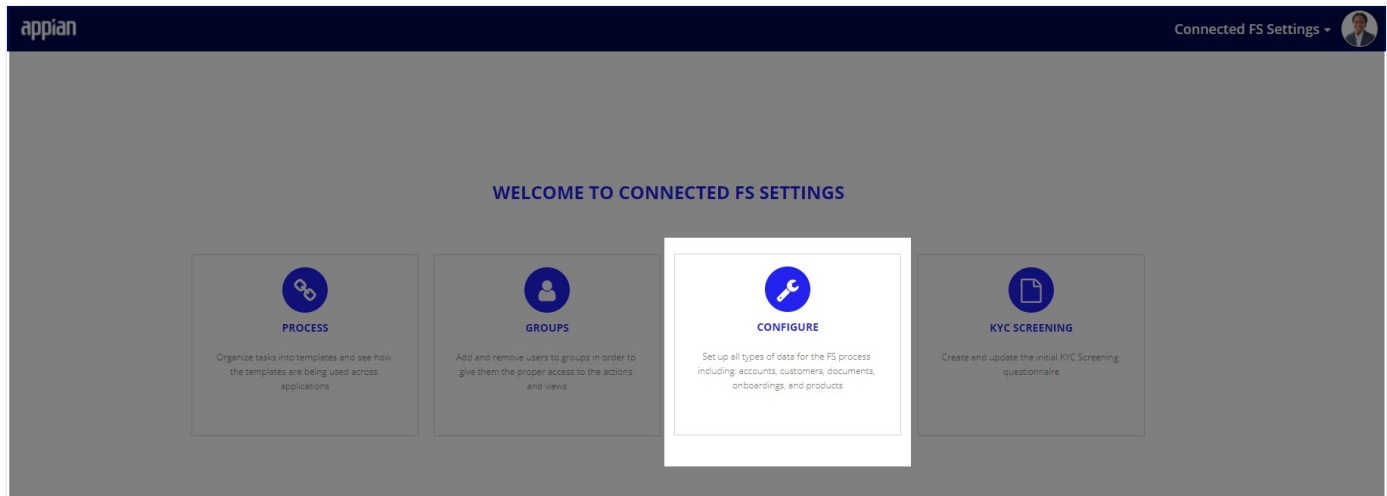 appian
Connected FS Settings
WELCOME TO CONNECTED FS SETTINGS
PROCESS
Organize tasks into templates and see how
the templates are being used across
applications
GROUPS
Add and remove users to groups in order to
give them the proper access to the actions
and views
CONFIGURE
Set up all types of data for the FS process
including: accounts, customers, documents,
onboardings, and products
KYC SCREENING
Create and update the initial KYC Screening
questionnaire